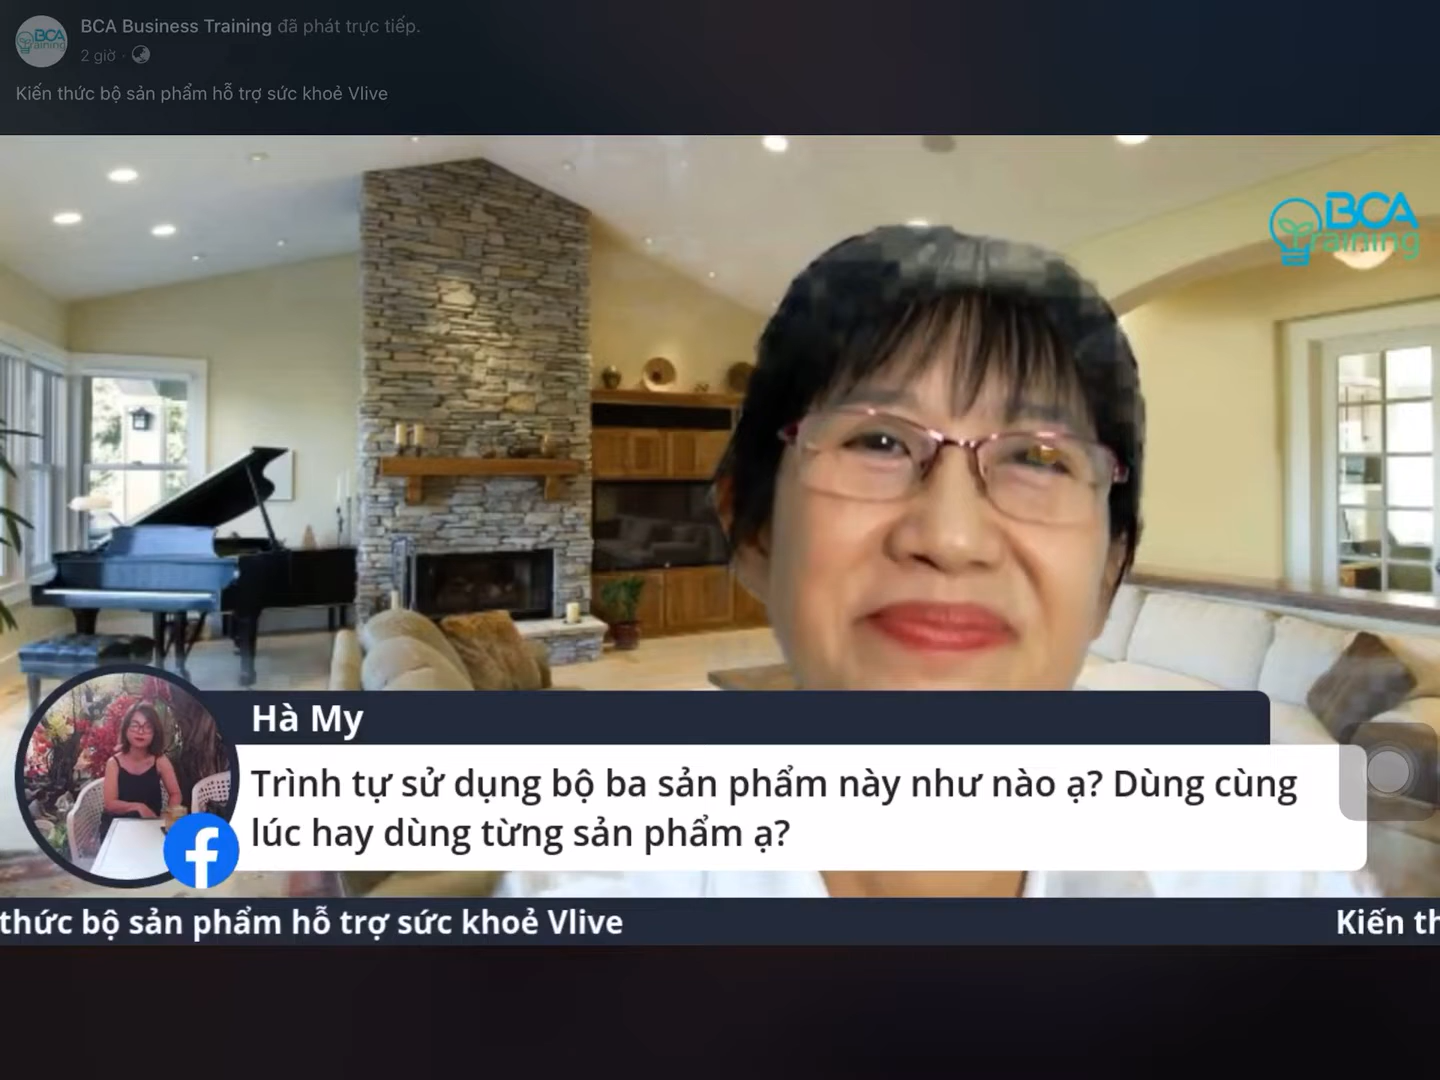 BCA Business Training đã phát trực tiếp.
2 giờ ·
Kiến thức bộ sản phẩm hỗ trợ sức khoẻ Vlive
BCA
Training
BCA
Training
Hà My
Trình tự sử dụng bộ ba sản phẩm này như nào ạ? Dùng cùng
lúc hay dùng từng sản phẩm ạ?
thức bộ sản phẩm hỗ trợ sức khoẻ Vlive
Kiến th